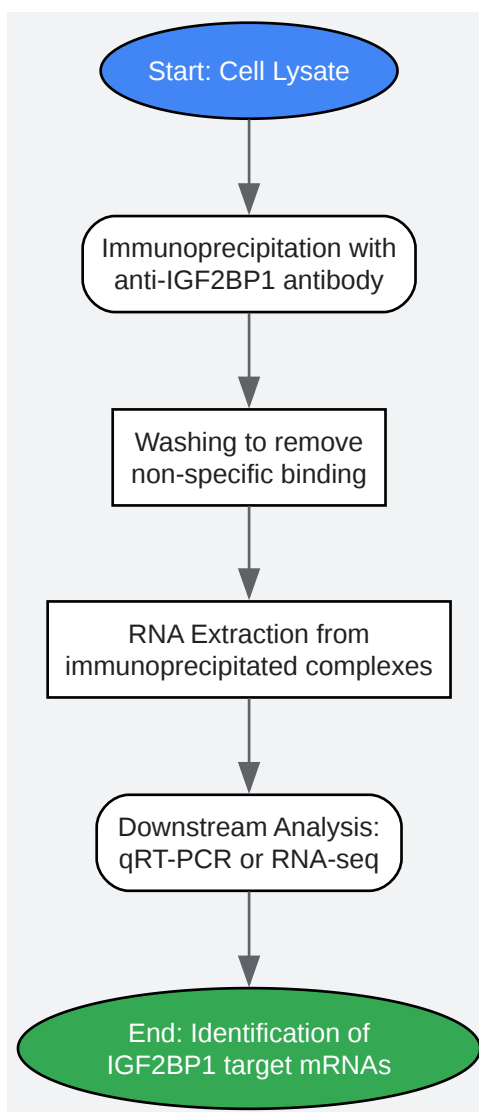 Start: Cell Lysate
Immunoprecipitation with
anti-IGF2BP1 antibody
Washing to remove
non-specific binding
RNA Extraction from
immunoprecipitated complexes
Downstream Analysis:
qRT-PCR or RNA-seq
End: Identification of
IGF2BP1 target mRNAs